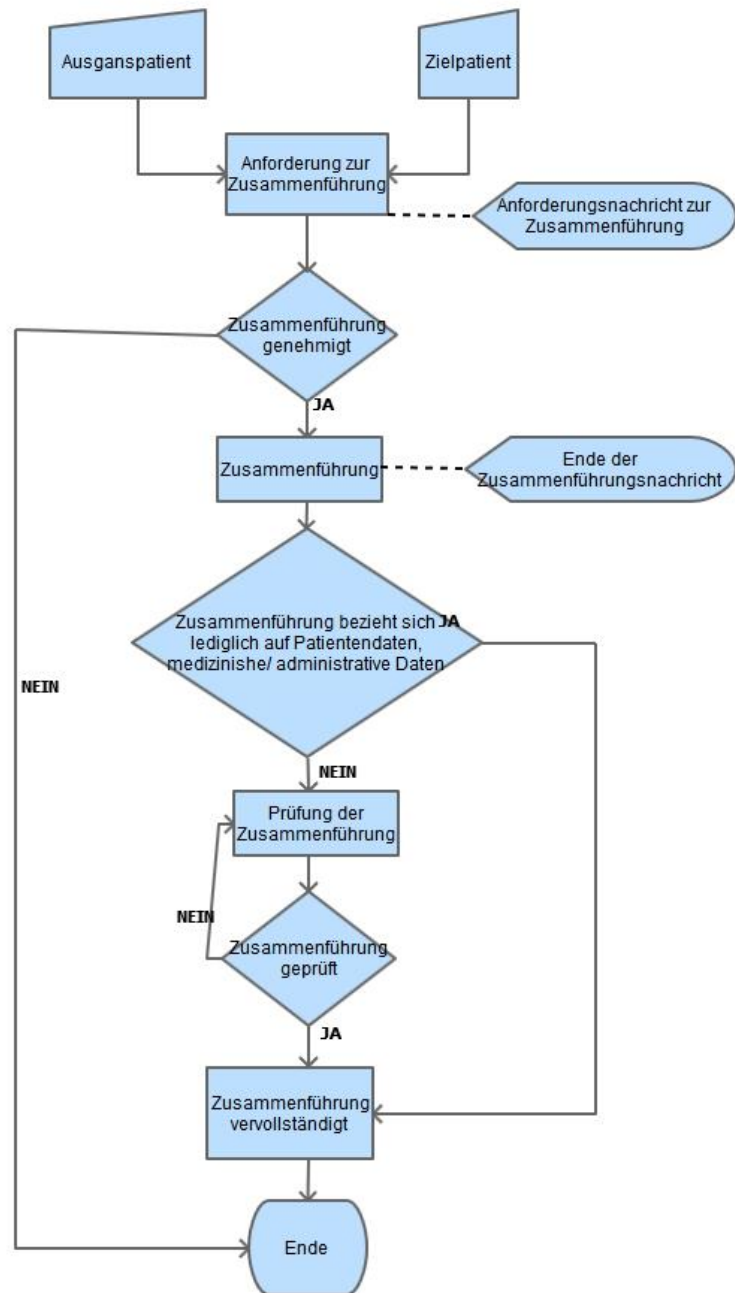 Ausganspatient
Zielpatient
Anforderung zur
Zusammenführung
Anforderungsnachricht zur
Zusammenführung
Zusammenführung
genehmigt
JA
Zusammenführung
Ende der
Zusammenführungsnachricht
Zusammenführung bezieht sich
lediglich auf Patientendaten,
medizinishe/ administrative Daten
JA
NEIN
NEIN
Prüfung der
Zusammenführung
NEIN
Zusammenführung
geprüft
JA
Zusammenführung
vervollständigt
Ende